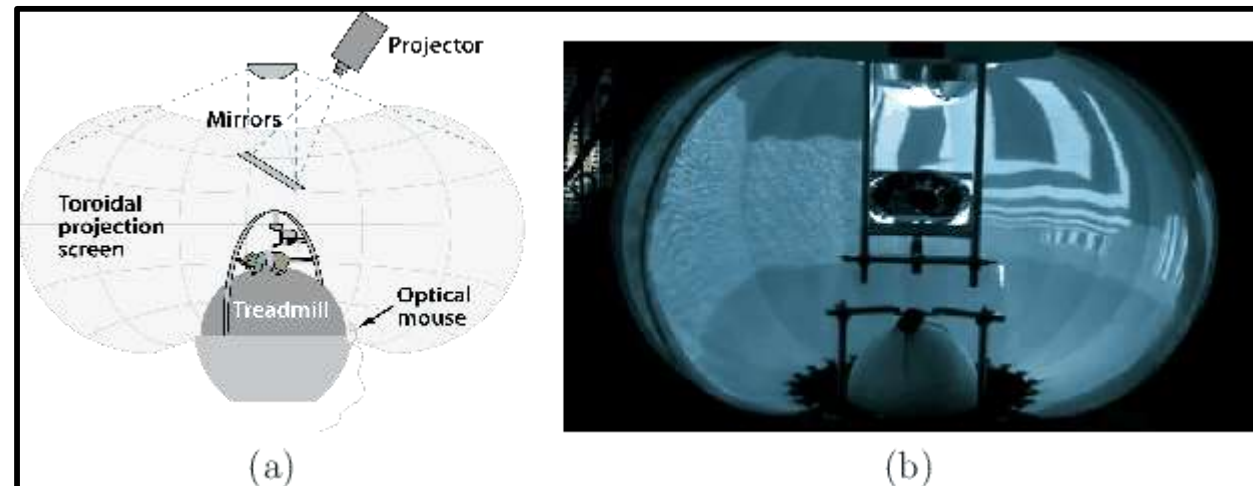 Projector
Mirrors
Toroidal
projection
screen
Treadmill
Optical
mouse
(a)
(b)